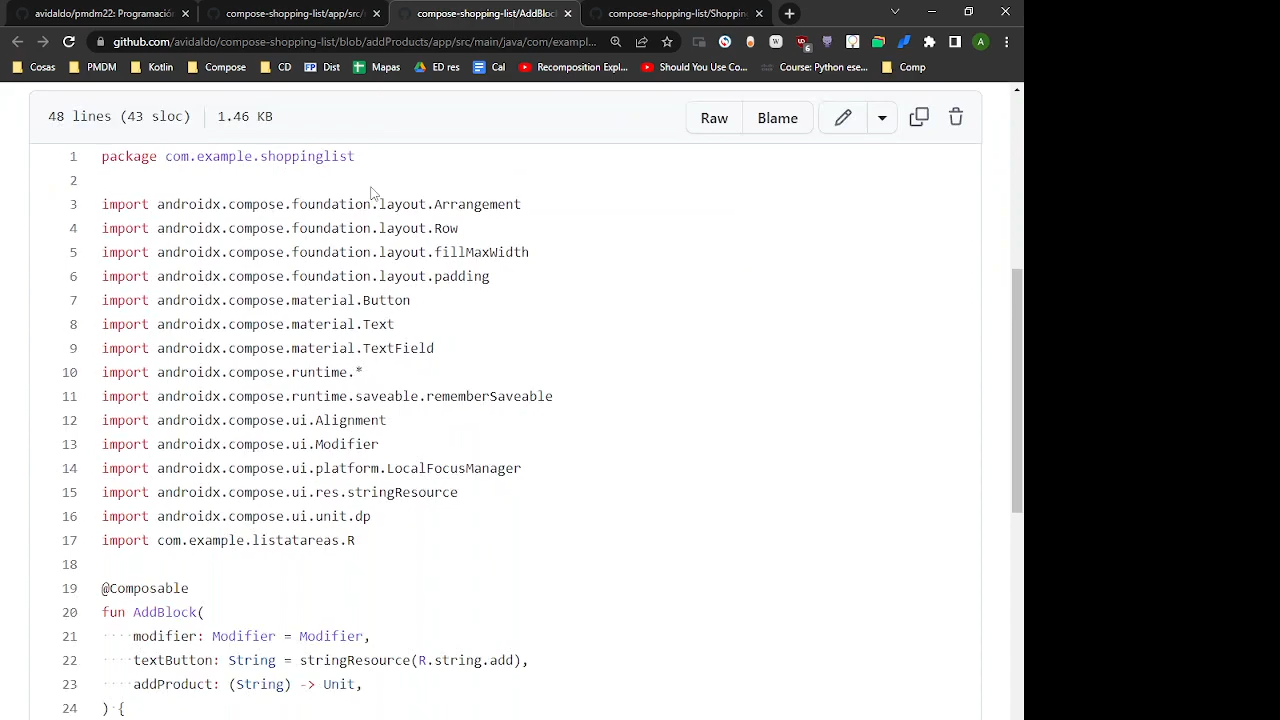 avidaldo/pmdm22: Programación
compose-shopping-list/app/src/
compose-shopping-list/AddBloc
compose-shopping-list/Shopping
github.com/avidaldo/compose-shopping-list/blob/addProducts/app/src/main/java/com/exampl...
6
A
Cosas
PMDM
Kotlin
Compose
CD
FP Dist
Mapas
ED res
Cal
Recomposition Expl...
Should You Use Co...
Course: Python ese...
Comp
48 lines (43 sloc)
1.46 KB
Raw
Blame
1 package com.example.shoppinglist
2
3 import androidx.compose.foundation.layout.Arrangement
4 import androidx.compose.foundation.layout.Row
5 import androidx.compose.foundation.layout.fillMaxWidth
6 import androidx.compose.foundation.layout.padding
7 import androidx.compose.material.Button
8 import androidx.compose.material.Text
9 import androidx.compose.material.TextField
10 import androidx.compose.runtime.*
11 import androidx.compose.runtime.saveable.rememberSaveable
12 import androidx.compose.ui.Alignment
13 import androidx.compose.ui.Modifier
14 import androidx.compose.ui.platform.LocalFocusManager
15 import androidx.compose.ui.res.stringResource
16 import androidx.compose.ui.unit.dp
17 import com.example.listatareas.R
18
19 @Composable
20 fun AddBlock(
21 modifier: Modifier = Modifier,
22 textButton: String = stringResource(R.string.add),
23 addProduct: (String) -> Unit,
24 ) {